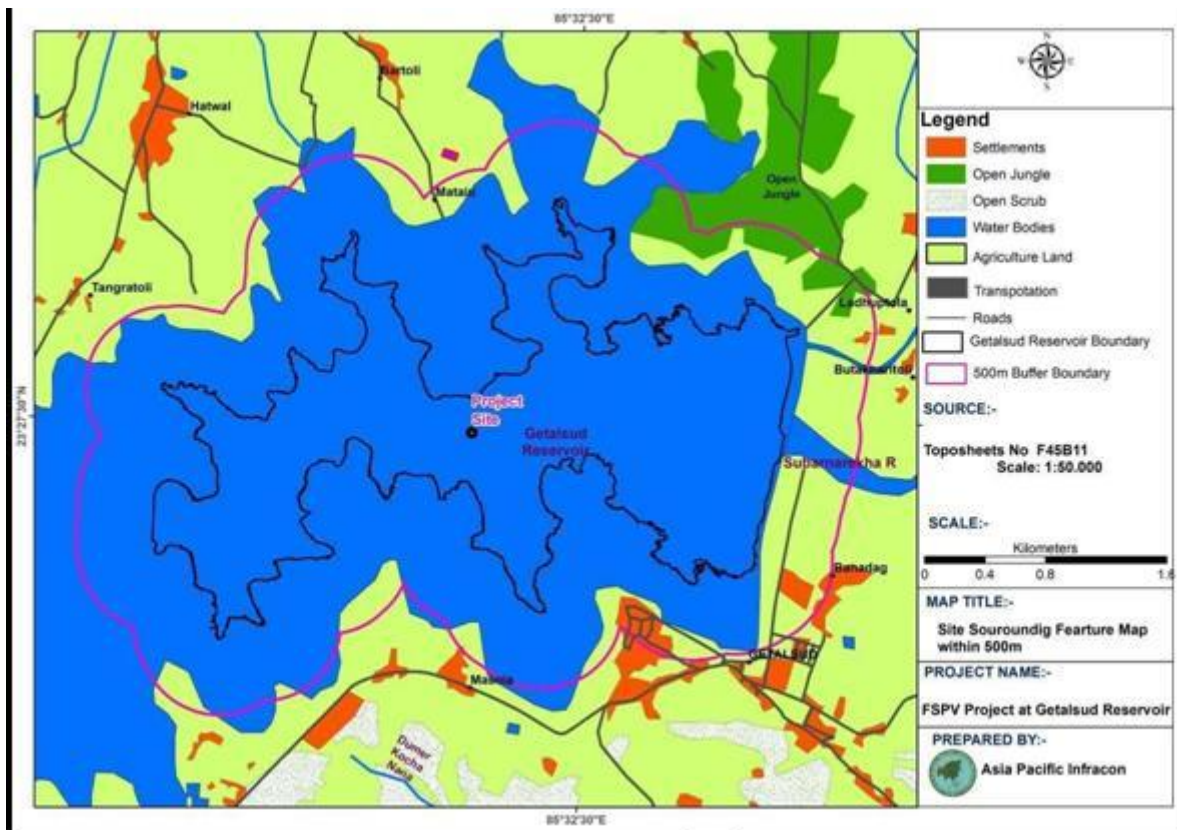 85°32'30"E
Bartoli
Hatwal
Matalu
Open
Jungle
Tangratoli
Ladhuptola
23°27'30"N
Project
Site
Getalsud
Reservoir
Subarnarekha R
Banadag
GETALSUD
Dumer
Kocha
Nana
85°32'30"E
N
W E
S
Legend
Settlements
Open Jungle
Open Scrub
Water Bodies
Agriculture Land
Transpotation
Roads
Getalsud Reservoir Boundary
500m Buffer Boundary
SOURCE:-
Toposheets No F45B11
Scale: 1:50.000
SCALE:-
Kilometers
0 0.4 0.8 1.6
MAP TITLE:-
Site Souroundig Fearture Map
within 500m
PROJECT NAME:-
FSPV Project at Getalsud Reservoir
PREPARED BY:-
Asia Pacific Infracon